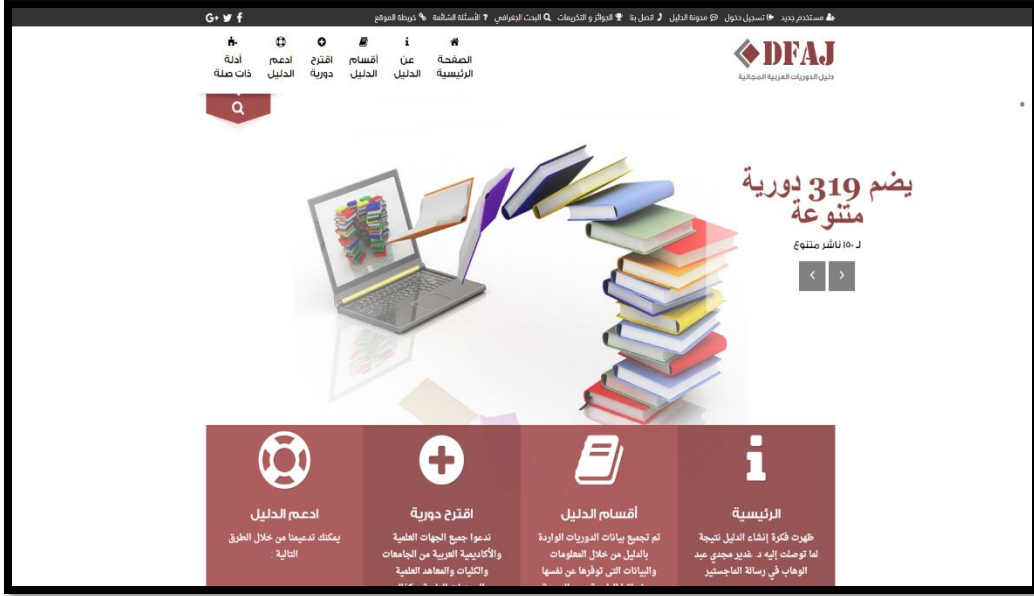 مستخدم جديد تسجيل دخول مدونة الدليل اتصل بنا الجوائز و التكريمات البحث الجغرافي الأسئلة الشائعة خريطة الموقع
DFAJ
دليل الدوريات العربية المجانية
الصفحة الرئيسية
عن الدليل
أقسام الدليل
اقترح دورية
ادعم الدليل
أدلة ذات صلة
يضم 319 دورية
متنوعة
لـ ١٥٠ ناشر متنوع
الرئيسية
ظهرت فكرة إنشاء الدليل نتيجة
لما توصلت إليه د. غدير مجدي عبد
الوهاب في رسالة الماجستير
أقسام الدليل
تم تجميع بيانات الدوريات الواردة
بالدليل من خلال المعلومات
والبيانات التى توفرها عن نفسها
اقترح دورية
ندعوا جميع الجهات العلمية
والأكاديمية العربية من الجامعات
والكليات والمعاهد العلمية
ادعم الدليل
يمكنك تدعيمنا من خلال الطرق
التالية :